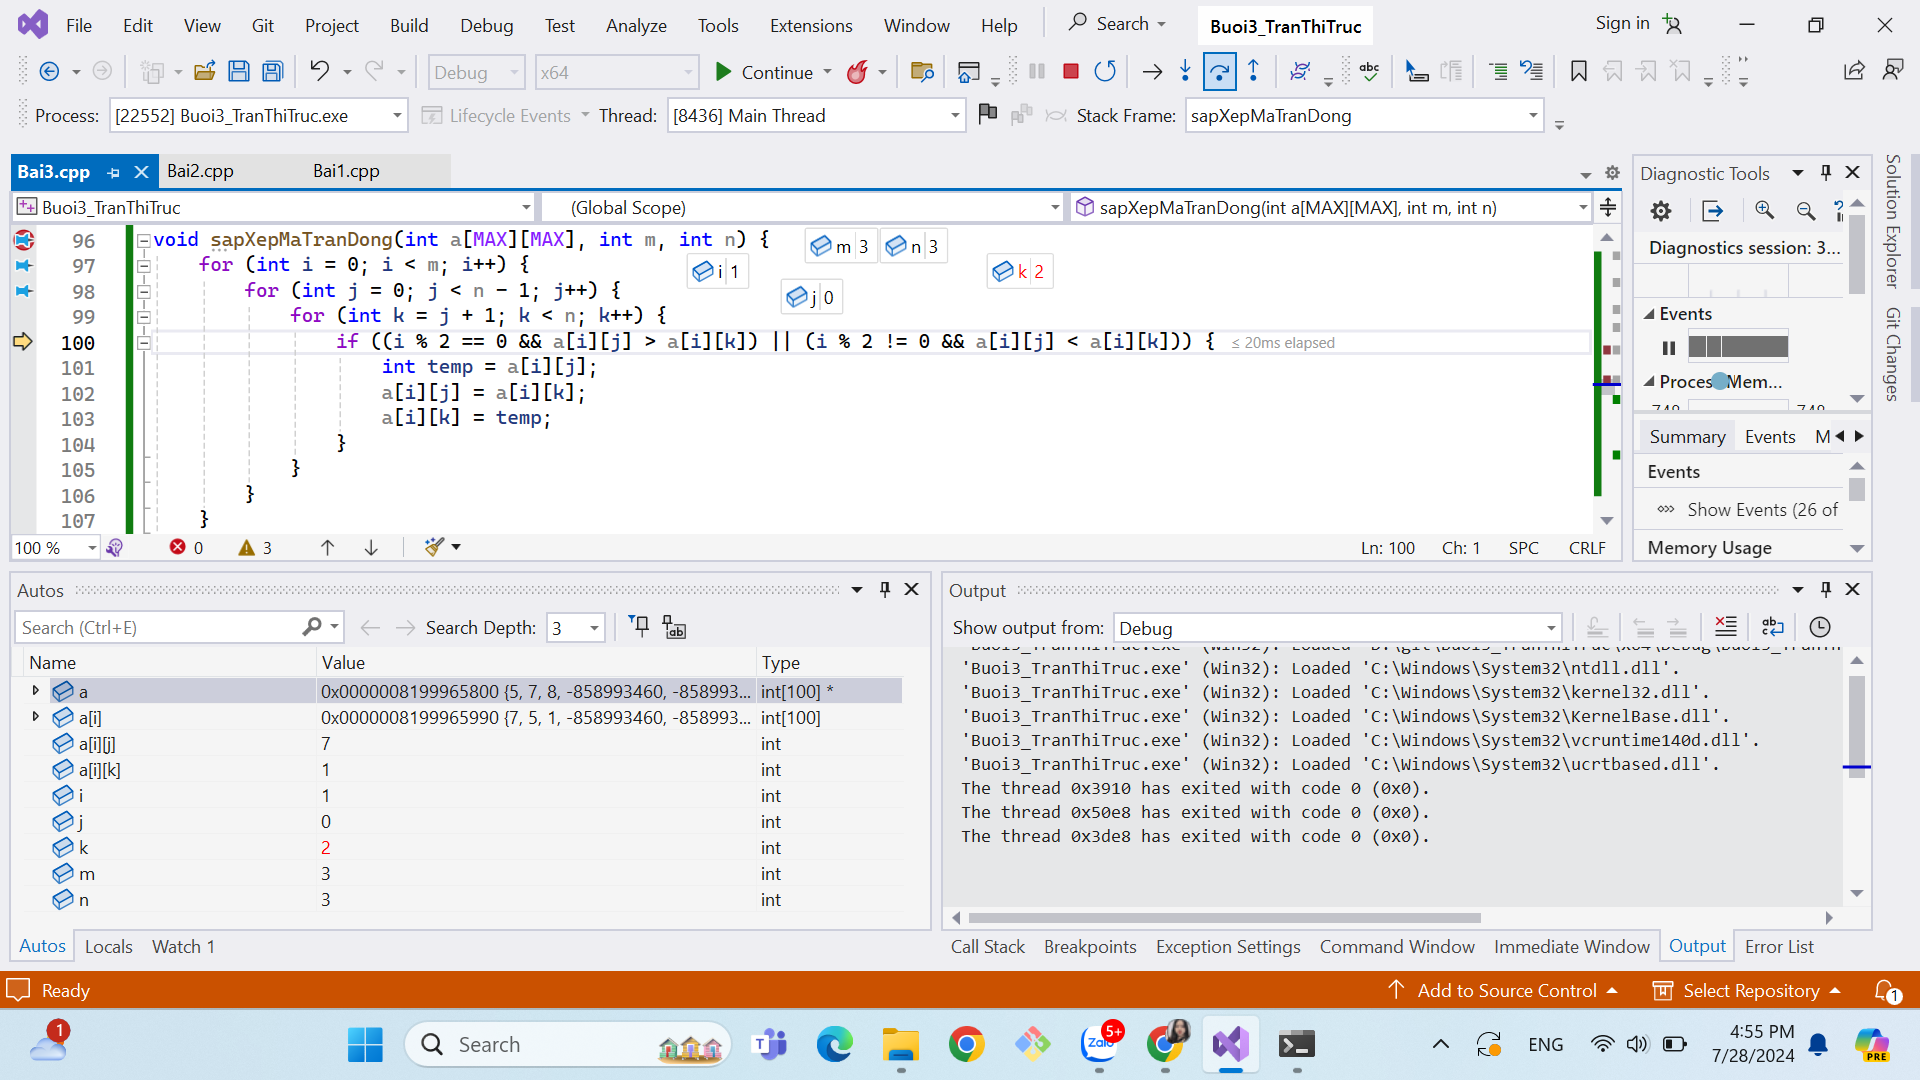 File Edit View Git Project Build Debug Test Analyze Tools Extensions Window Help Search Buoi3_TranThiTruc Sign in
Debug x64 Continue abc
Process: [22552] Buoi3_TranThiTruc.exe Lifecycle Events Thread: [8436] Main Thread Stack Frame: sapXepMaTranDong
Bai3.cpp Bai2.cpp Bai1.cpp
Buoi3_TranThiTruc (Global Scope) sapXepMaTranDong(int a[MAX][MAX], int m, int n)
96 void sapXepMaTranDong(int a[MAX][MAX], int m, int n) { m 3 n 3
97 for (int i = 0; i < m; i++) { i 1 k 2
98 for (int j = 0; j < n - 1; j++) { j 0
99 for (int k = j + 1; k < n; k++) {
100 if ((i % 2 == 0 && a[i][j] > a[i][k]) || (i % 2 != 0 && a[i][j] < a[i][k])) { ≤ 20ms elapsed
101 int temp = a[i][j];
102 a[i][j] = a[i][k];
103 a[i][k] = temp;
104 }
105 }
106 }
107 }
100 % 0 3 Ln: 100 Ch: 1 SPC CRLF
Diagnostic Tools
Diagnostics session: 3...
Events
Process Mem...
Summary Events M
Events
Show Events (26 of
Memory Usage
Solution Explorer
Git Changes
Autos
Search (Ctrl+E) Search Depth: 3
Name Value Type
a 0x0000008199965800 {5, 7, 8, -858993460, -858993... int[100] *
a[i] 0x0000008199965990 {7, 5, 1, -858993460, -858993... int[100]
a[i][j] 7 int
a[i][k] 1 int
i 1 int
j 0 int
k 2 int
m 3 int
n 3 int
Autos Locals Watch 1
Output
Show output from: Debug
'Buoi3_TranThiTruc.exe' (Win32): Loaded 'C:\Windows\System32\ntdll.dll'.
'Buoi3_TranThiTruc.exe' (Win32): Loaded 'C:\Windows\System32\kernel32.dll'.
'Buoi3_TranThiTruc.exe' (Win32): Loaded 'C:\Windows\System32\KernelBase.dll'.
'Buoi3_TranThiTruc.exe' (Win32): Loaded 'C:\Windows\System32\vcruntime140d.dll'.
'Buoi3_TranThiTruc.exe' (Win32): Loaded 'C:\Windows\System32\ucrtbased.dll'.
The thread 0x3910 has exited with code 0 (0x0).
The thread 0x50e8 has exited with code 0 (0x0).
The thread 0x3de8 has exited with code 0 (0x0).
Call Stack Breakpoints Exception Settings Command Window Immediate Window Output Error List
Ready Add to Source Control Select Repository 1
1 Search 5+ Zalo ENG 4:55 PM
7/28/2024 PRE